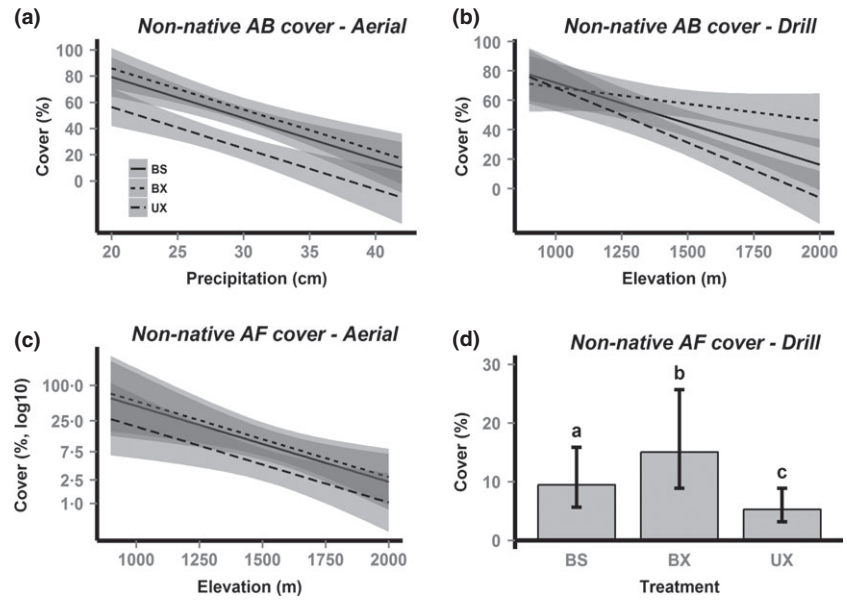 (a)
Non-native AB cover - Aerial
Cover (%)
100
80
60
40
20
0
BS
BX
UX
20
25
30
35
40
Precipitation (cm)
(b)
Non-native AB cover - Drill
Cover (%)
100
80
60
40
20
0
1000
1250
1500
1750
2000
Elevation (m)
(c)
Non-native AF cover - Aerial
Cover (%, log10)
100·0
25·0
7·5
2·5
1·0
1000
1250
1500
1750
2000
Elevation (m)
(d)
Non-native AF cover - Drill
Cover (%)
30
20
10
0
a
b
c
BS
BX
UX
Treatment